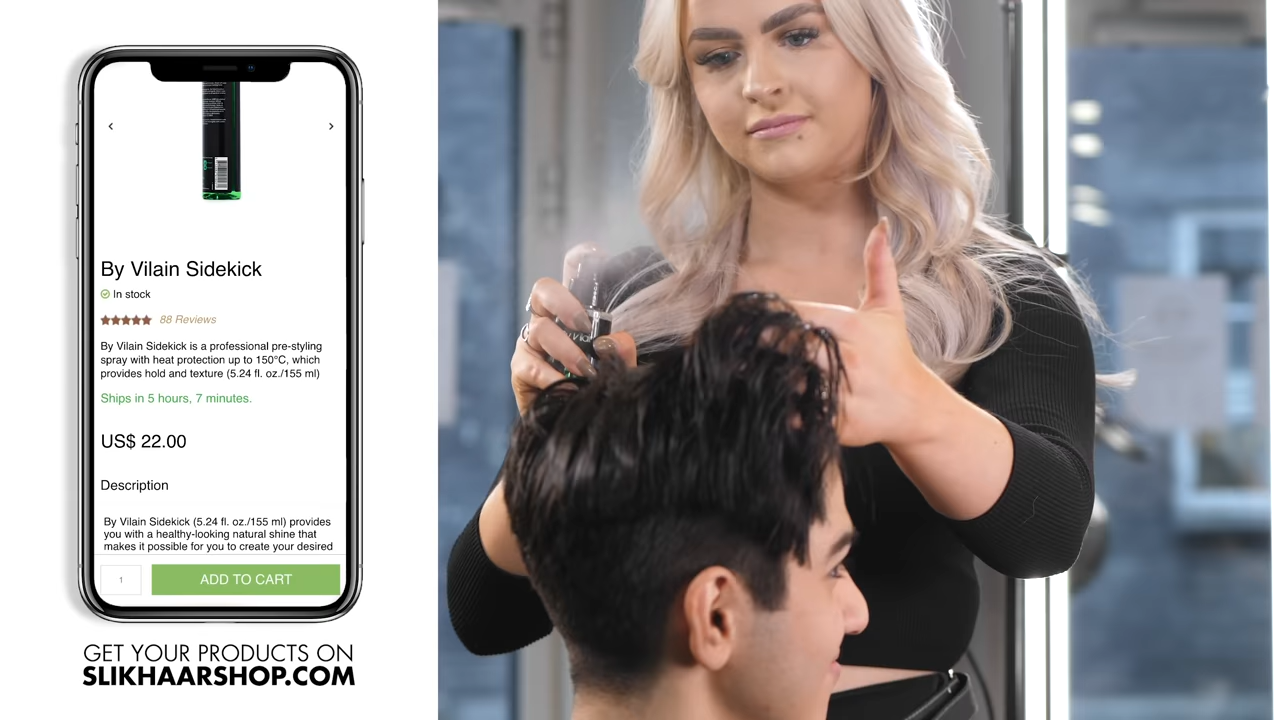 By Vilain Sidekick
In stock
88 Reviews
By Vilain Sidekick is a professional pre-styling
spray with heat protection up to 150°C, which
provides hold and texture (5.24 fl. oz./155 ml)
Ships in 5 hours, 7 minutes.
US$ 22.00
Description
By Vilain Sidekick (5.24 fl. oz./155 ml) provides
you with a healthy-looking natural shine that
makes it possible for you to create your desired
1
ADD TO CART
GET YOUR PRODUCTS ON
SLIKHAARSHOP.COM